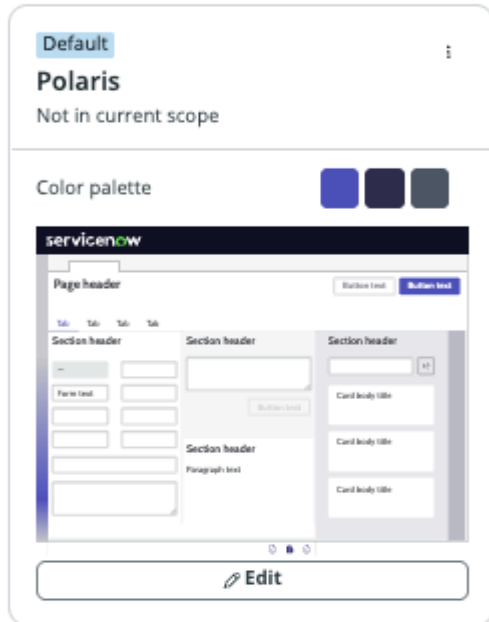 Default
Polaris
Not in current scope
Color palette
servicenow
Page header
Button text
Button text
Tab Tab Tab Tab
Section header
Section header
Section header
Form text
Button text
Card body title
Card body title
Section header
Paragraph text
Card body title
Edit